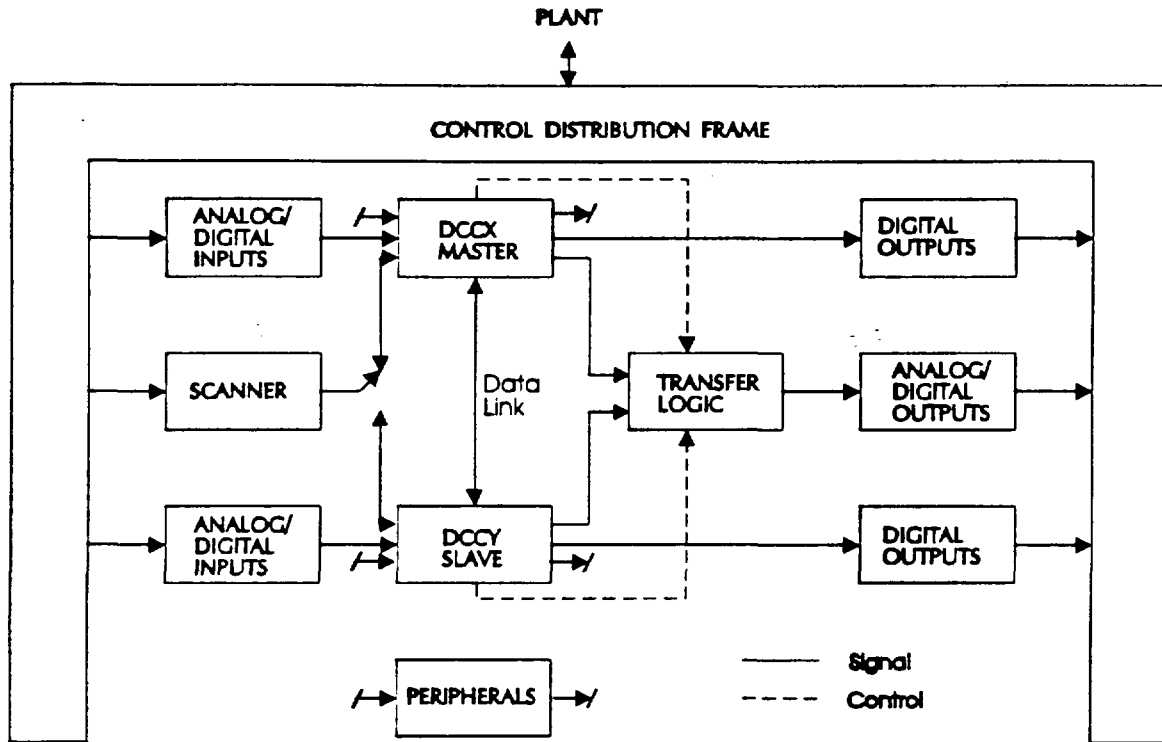 PLANT
CONTROL DISTRIBUTION FRAME
ANALOG/
DIGITAL
INPUTS
DCCX
MASTER
DIGITAL
OUTPUTS
SCANNER
Data
Link
TRANSFER
LOGIC
ANALOG/
DIGITAL
OUTPUTS
ANALOG/
DIGITAL
INPUTS
DCCY
SLAVE
DIGITAL
OUTPUTS
PERIPHERALS
Signal
Control